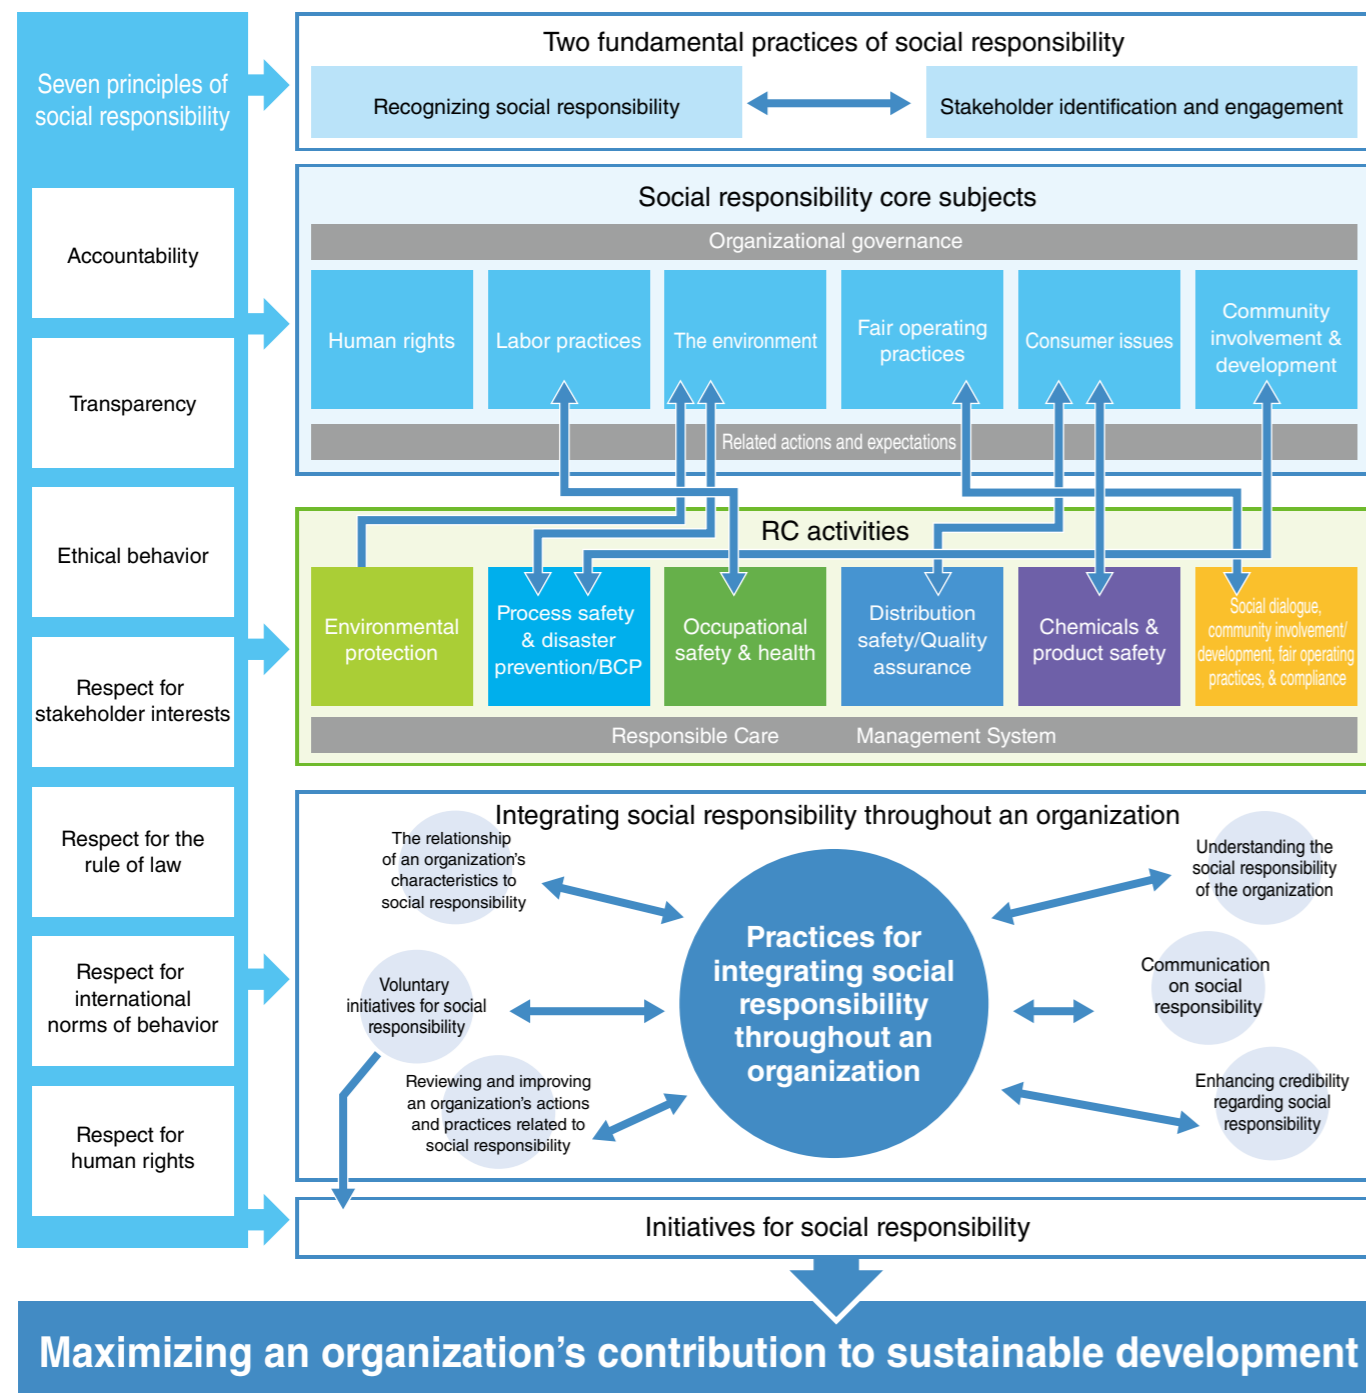 Seven principles of
social responsibility
Accountability
Transparency
Ethical behavior
Respect for
stakeholder interests
Respect for the
rule of law
Respect for
international
norms of behavior
Respect for
human rights
Two fundamental practices of social responsibility
Recognizing social responsibility
Stakeholder identification and engagement
Social responsibility core subjects
Organizational governance
Human rights
Labor practices
The environment
Fair operating
practices
Consumer issues
Community
involvement &
development
Related actions and expectations
RC activities
Environmental
protection
Process safety
& disaster
prevention/BCP
Occupational
safety & health
Distribution
safety/Quality
assurance
Chemicals &
product safety
Social dialogue,
community involvement/
development, fair operating
practices, & compliance
Responsible Care Management System
Integrating social responsibility throughout an organization
The relationship
of an organization's
characteristics to
social responsibility
Voluntary
initiatives for social
responsibility
Reviewing and improving
an organization's actions
and practices related to
social responsibility
Practices for
integrating social
responsibility
throughout an
organization
Understanding the
social responsibility
of the organization
Communication
on social
responsibility
Enhancing credibility
regarding social
responsibility
Initiatives for social responsibility
Maximizing an organization's contribution to sustainable development